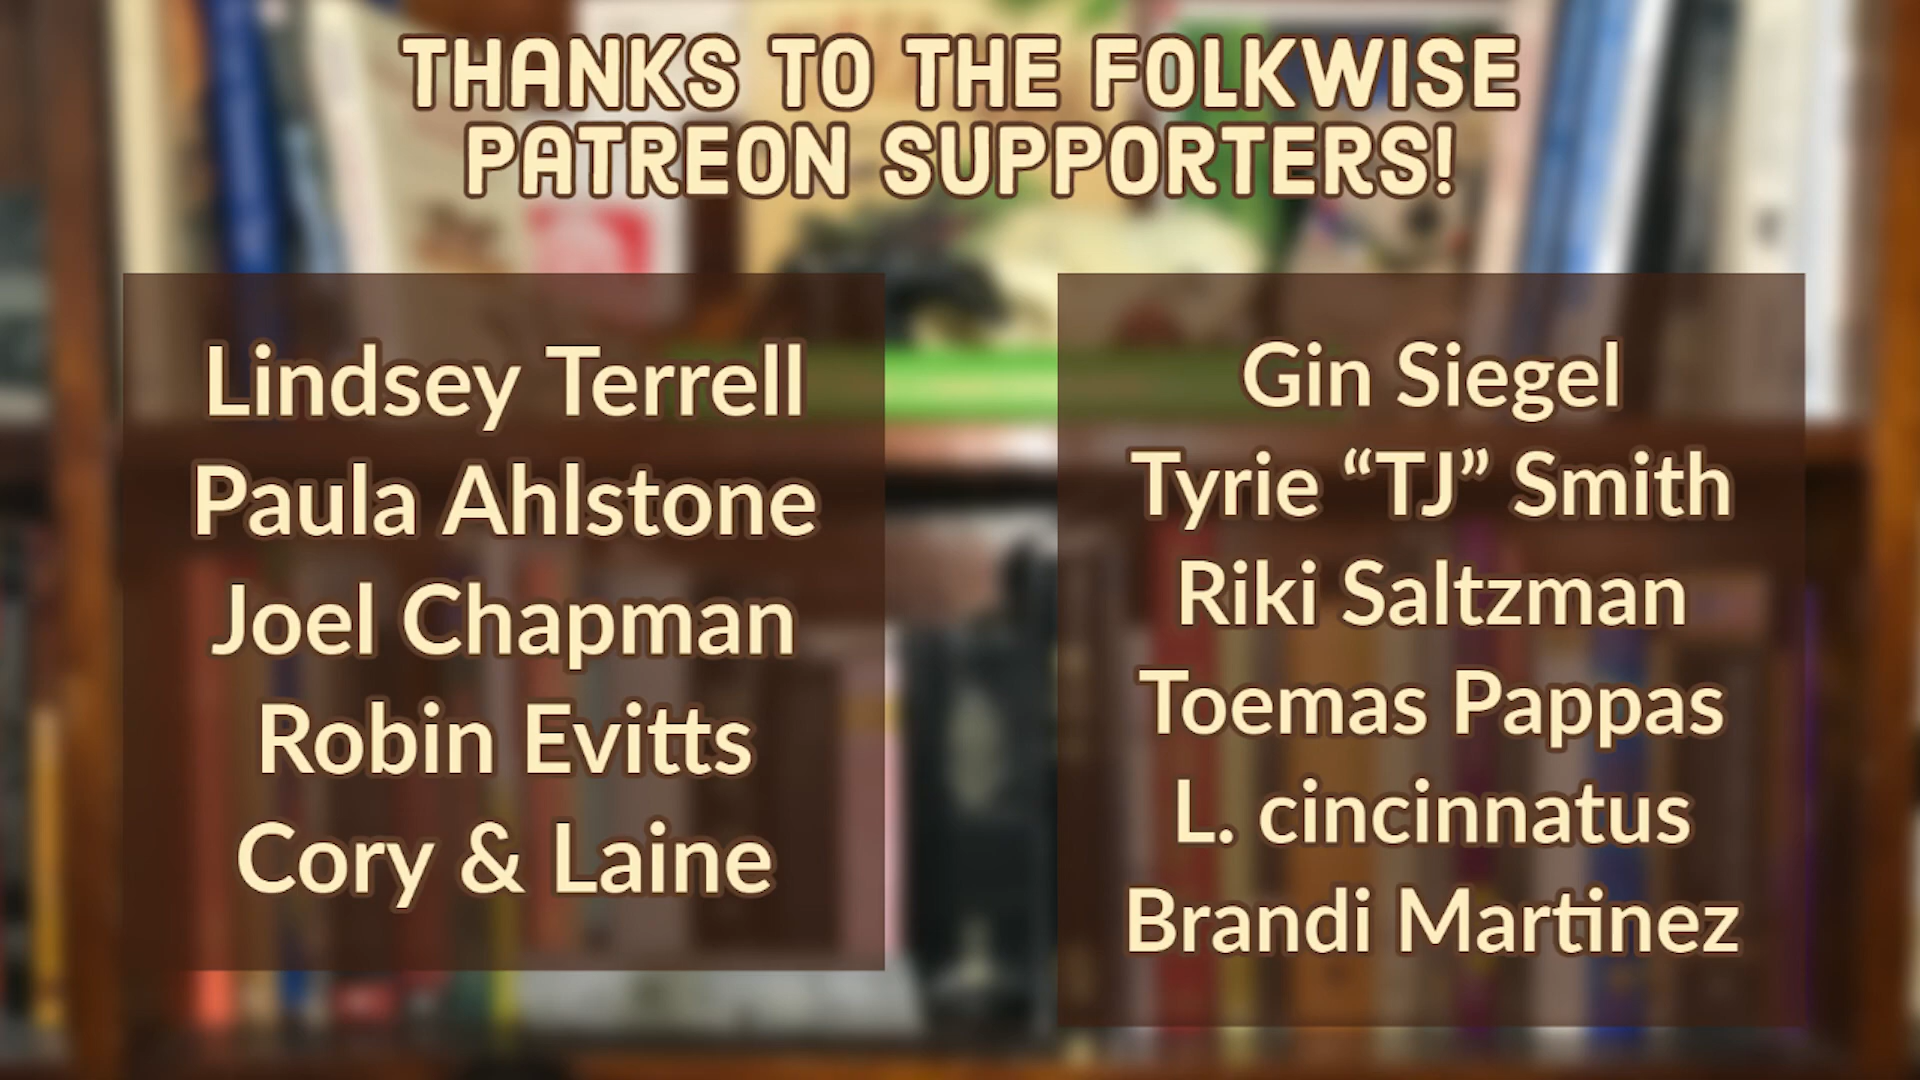 THANKS TO THE FOLKWISE
PATREON SUPPORTERS!
Lindsey Terrell
Paula Ahlstone
Joel Chapman
Robin Evitts
Cory & Laine
Gin Siegel
Tyrie “TJ” Smith
Riki Saltzman
Toemas Pappas
L. cincinnatus
Brandi Martinez